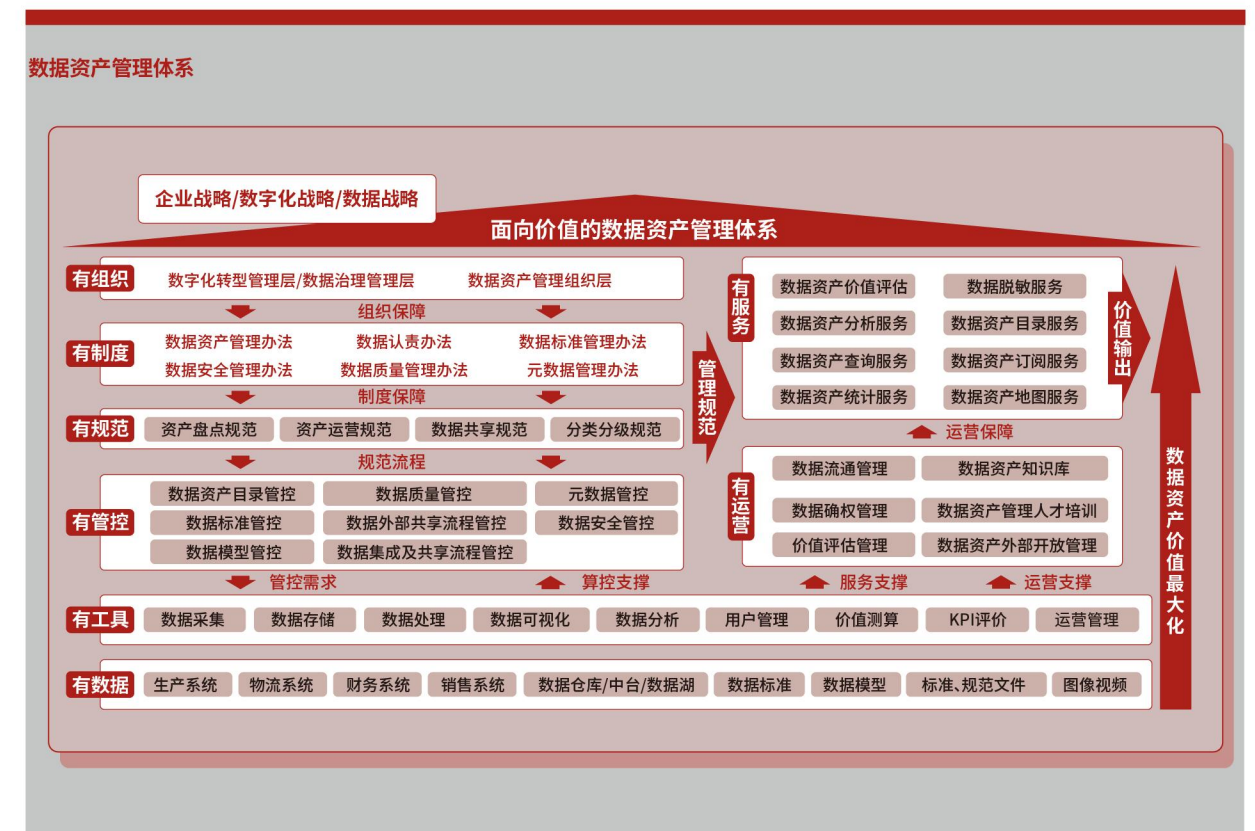 数据资产管理体系
企业战略/数字化战略/数据战略
面向价值的数据资产管理体系
有组织
数字化转型管理层/数据治理管理层 数据资产管理组织层
组织保障
有制度
数据资产管理办法 数据认责办法 数据标准管理办法
数据安全管理办法 数据质量管理办法 元数据管理办法
制度保障
有规范
资产盘点规范 资产运营规范 数据共享规范 分类分级规范
规范流程
有管控
数据资产目录管控 数据质量管控 元数据管控
数据标准管控 数据外部共享流程管控 数据安全管控
数据模型管控 数据集成及共享流程管控
管控需求 算控支撑
管理规范
有服务
数据资产价值评估 数据脱敏服务
数据资产分析服务 数据资产目录服务
数据资产查询服务 数据资产订阅服务
数据资产统计服务 数据资产地图服务
价值输出
运营保障
有运营
数据流通管理 数据资产知识库
数据确权管理 数据资产管理人才培训
价值评估管理 数据资产外部开放管理
服务支撑 运营支撑
有工具
数据采集 数据存储 数据处理 数据可视化 数据分析 用户管理 价值测算 KPI评价 运营管理
有数据
生产系统 物流系统 财务系统 销售系统 数据仓库/中台/数据湖 数据标准 数据模型 标准、规范文件 图像视频
数据资产价值最大化